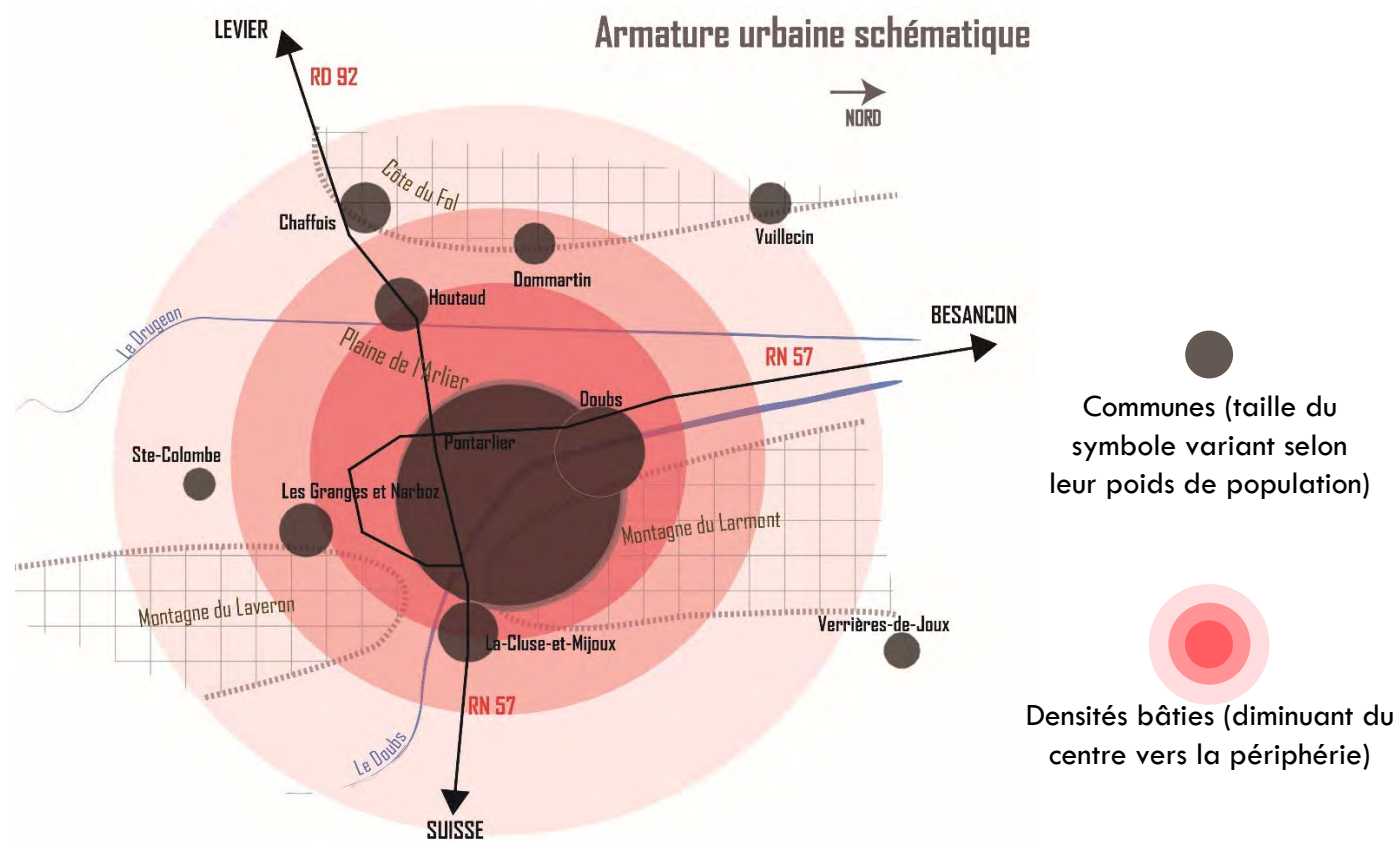 LEVIER
Armature urbaine schématique
RD 92
NORD
Côte du Fol
Chaffois
Vuillecin
Dommartin
Houtaud
Le Drugeon
BESANCON
Plaine de l'Arlier
RN 57
Doubs
Pontarlier
Ste-Colombe
Les Granges et Narboz
Montagne du Larmont
Montagne du Laveron
Verrières-de-Joux
La-Cluse-et-Mijoux
RN 57
Le Doubs
SUISSE
Communes (taille du
symbole variant selon
leur poids de population)
Densités bâties (diminuant du
centre vers la périphérie)